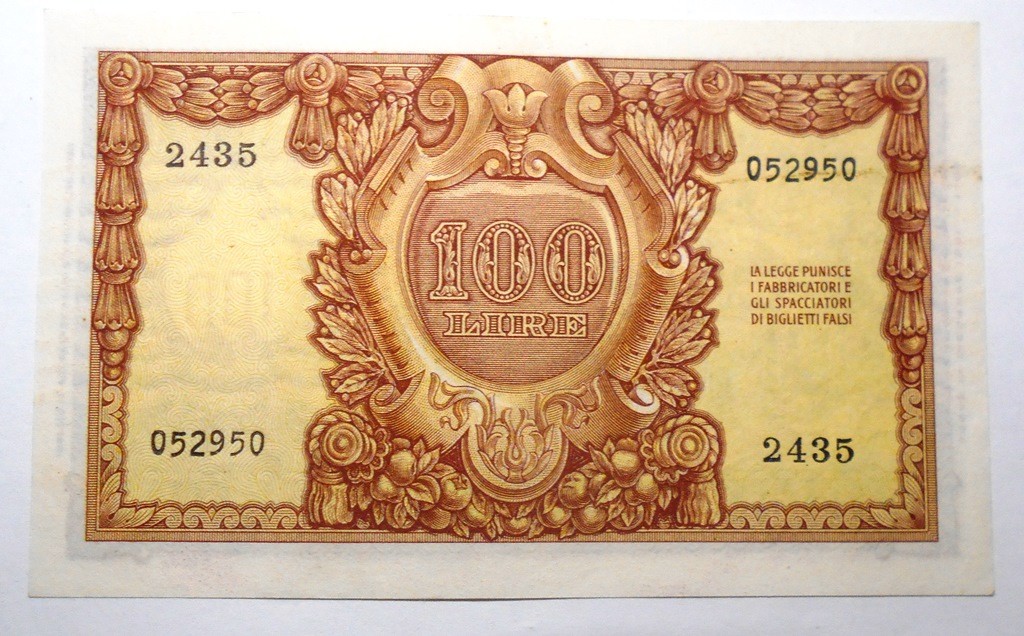 2435
052950
100
LIRE
LA LEGGE PUNISCE
I FABBRICATORI E
GLI SPACCIATORI
DI BIGLIETTI FALSI
052950
2435